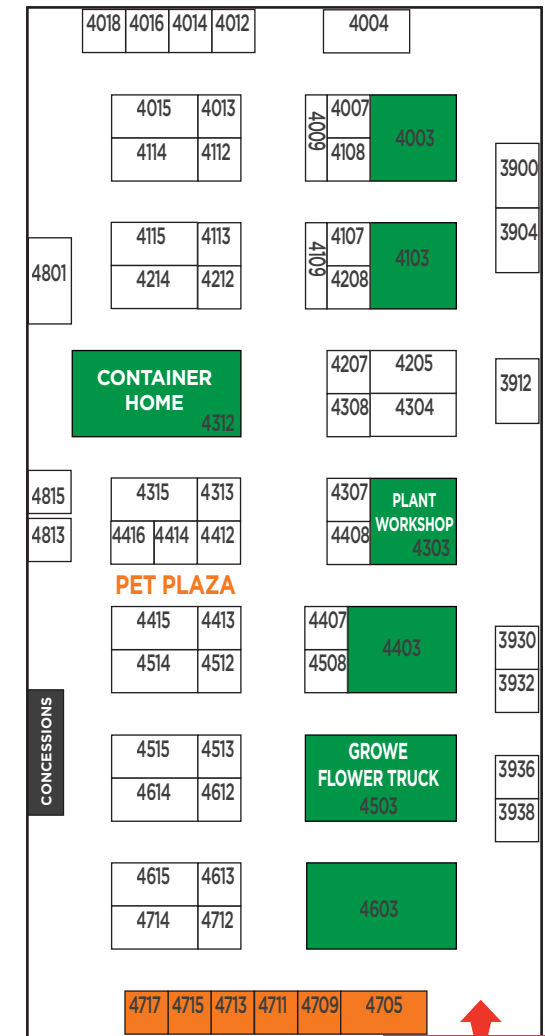 4018 4016 4014 4012 4004
4015 4013 4009 4007 4003
4114 4112 4108
3900
4115 4113 4109 4107 4103 3904
4801 4214 4212 4208
CONTAINER
HOME
4312
4207 4205
4308 4304
3912
4815 4315 4313 4307 PLANT
WORKSHOP
4303
4813 4416 4414 4412 4408
PET PLAZA
4415 4413 4407 4403 3930
4514 4512 4508 3932
CONCESSIONS
4515 4513 GROWE
FLOWER TRUCK
4503
3936
4614 4612 3938
4615 4613 4603
4714 4712
4717 4715 4713 4711 4709 4705